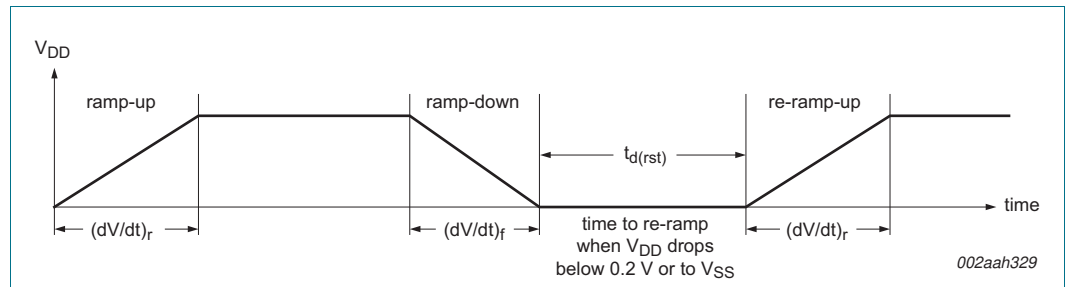 VDD
ramp-up
ramp-down
re-ramp-up
td(rst)
time
(dV/dt)r
(dV/dt)f
time to re-ramp
when VDD drops
below 0.2 V or to VSS
(dV/dt)r
002aah329